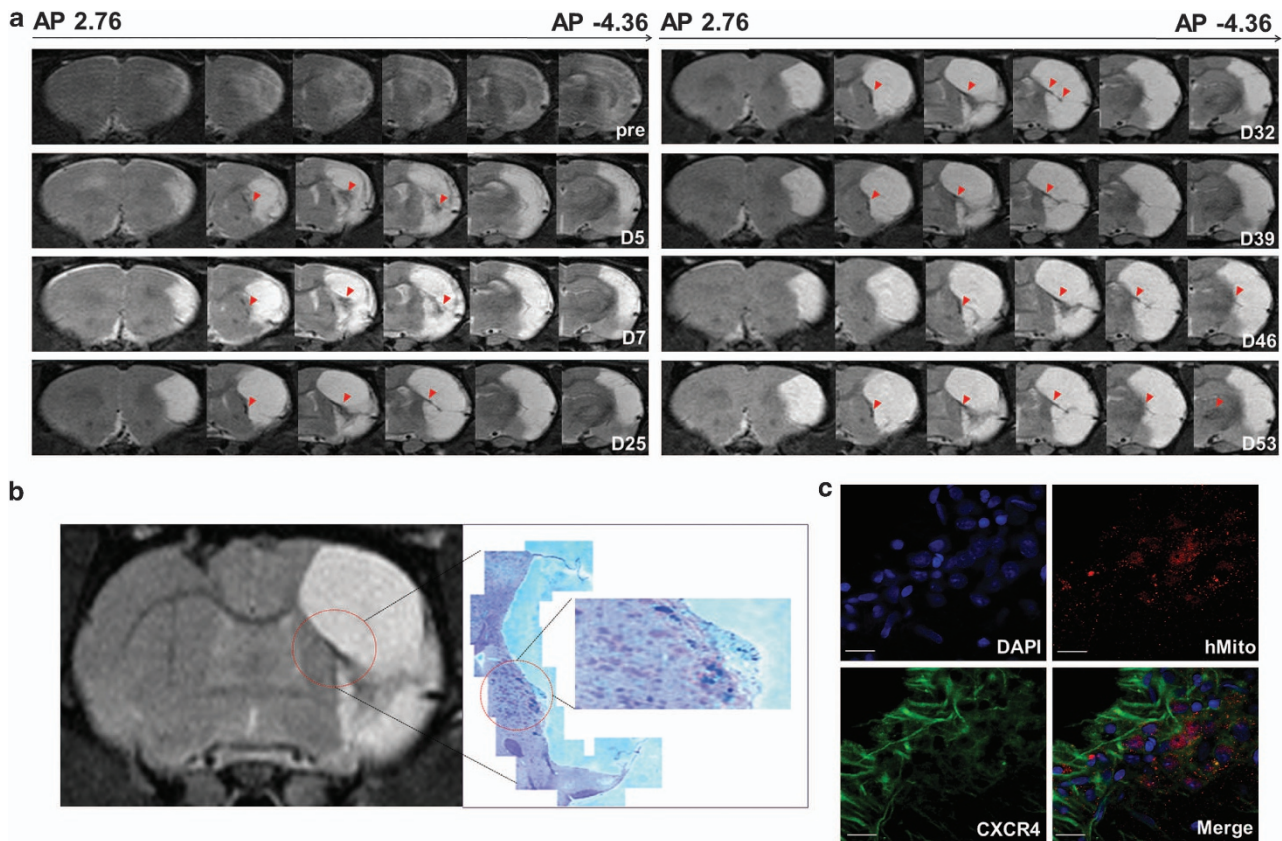 a
AP 2.76 AP -4.36 AP 2.76 AP -4.36
pre
D32
D5
D39
D7
D46
D25
D53
b
c
DAPI
hMito
CXCR4
Merge